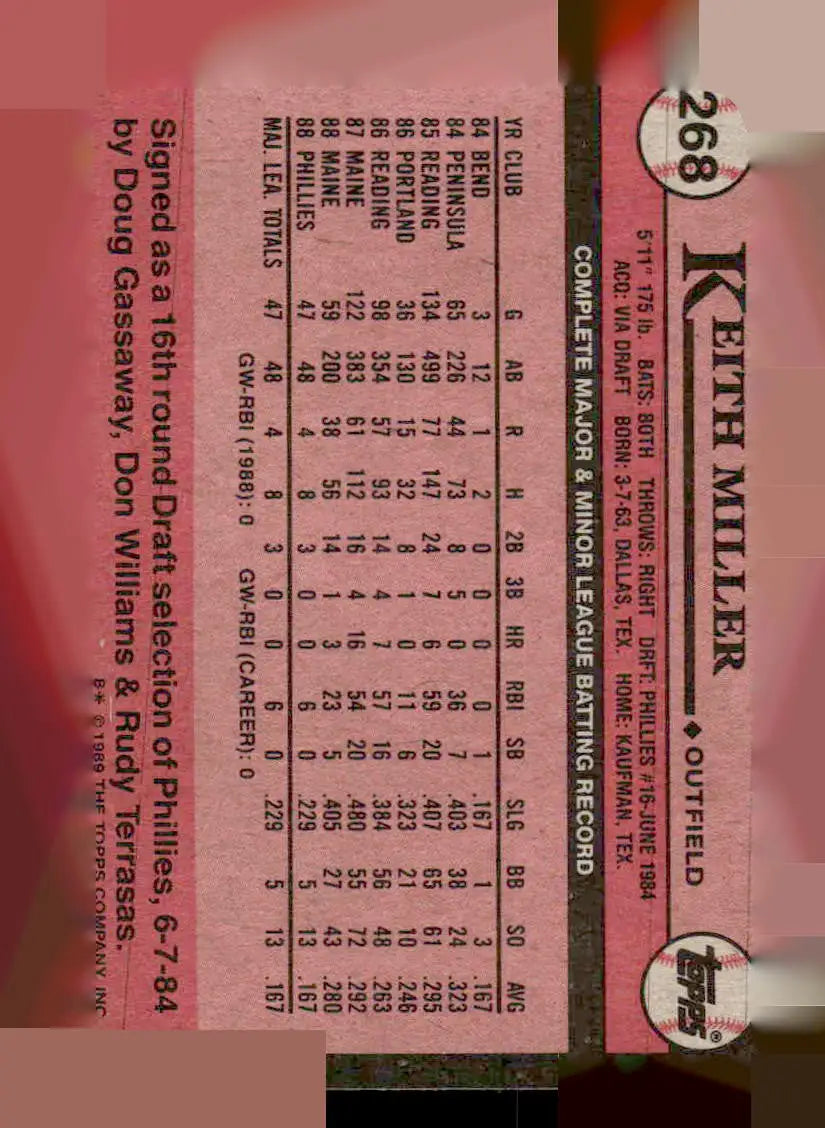 268 KEITH MILLER ◆ OUTFIELD topps®
5'11" 175 lb. BATS: BOTH THROWS: RIGHT DRFT: PHILLIES #16-JUNE 1984
ACQ: VIA DRAFT BORN: 3-7-63, DALLAS, TEX. HOME: KAUFMAN, TEX.
COMPLETE MAJOR & MINOR LEAGUE BATTING RECORD
YR CLUB G AB R H 2B 3B HR RBI SB SLG BB SO AVG
84 BEND 3 12 1 2 0 0 0 0 1 .167 1 3 .167
84 PENINSULA 65 226 44 73 8 5 0 36 7 .403 38 24 .323
85 READING 134 499 77 147 24 7 6 59 20 .407 65 61 .295
86 PORTLAND 36 130 15 32 8 1 0 11 6 .323 21 10 .246
86 READING 98 354 57 93 14 4 7 57 16 .384 56 48 .263
87 MAINE 122 383 61 112 16 4 16 54 20 .480 55 72 .292
88 MAINE 59 200 38 56 14 1 3 23 5 .405 27 43 .280
88 PHILLIES 47 48 4 8 3 0 0 6 0 .229 5 13 .167
MAJ. LEA. TOTALS 47 48 4 8 3 0 0 6 0 .229 5 13 .167
GW-RBI (1988): 0 GW-RBI (CAREER): 0
Signed as a 16th round Draft selection of Phillies, 6-7-84
by Doug Gassaway, Don Williams & Rudy Terrasas.
B* © 1989 THE TOPPS COMPANY, INC